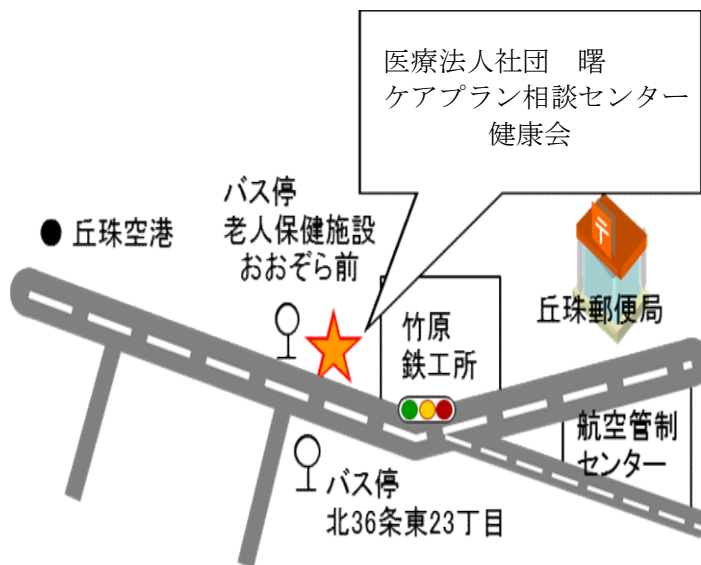 医療法人社団　曙
ケアプラン相談センター
健康会
バス停
老人保健施設
おおぞら前
● 丘珠空港
〒
丘珠郵便局
竹原
鉄工所
航空管制
センター
バス停
北36条東23丁目